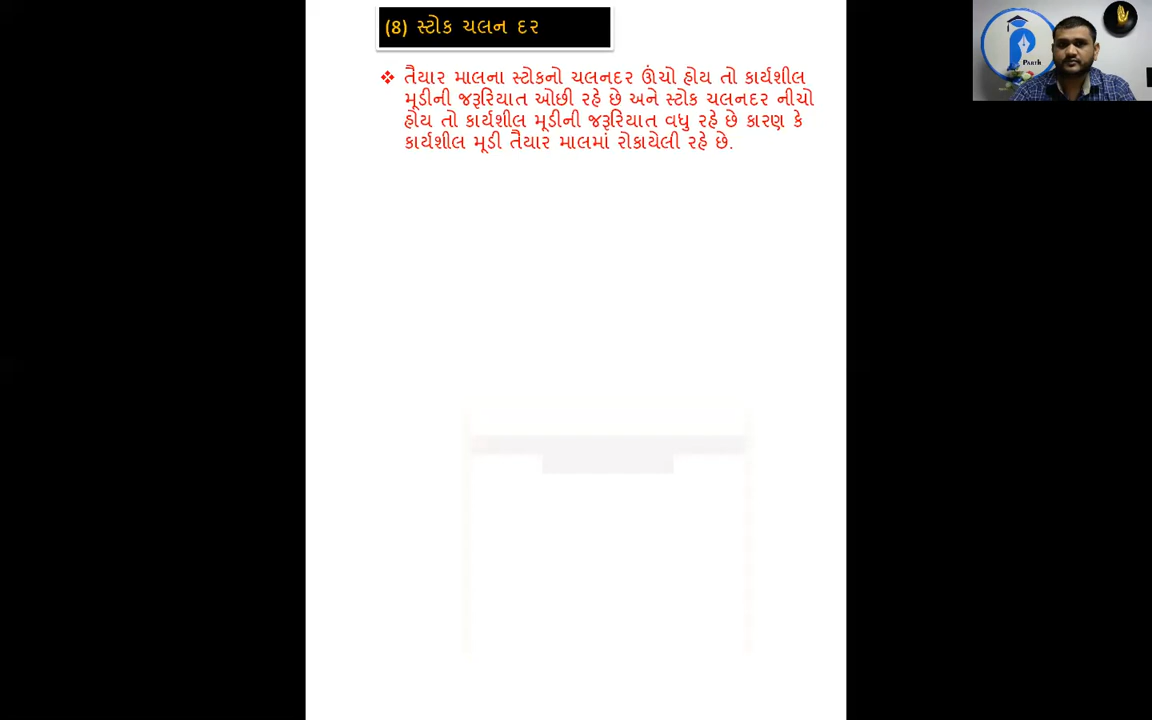 (8) સ્ટોક ચલન દર
❖ તૈયાર માલના સ્ટોકનો ચલનદર ઊંચો હોય તો કાર્યશીલ
મૂડીની જરૂરિયાત ઓછી રહે છે અને સ્ટોક ચલનદર નીચો
હોય તો કાર્યશીલ મૂડીની જરૂરિયાત વધુ રહે છે કારણ કે
કાર્યશીલ મૂડી તૈયાર માલમાં રોકાયેલી રહે છે.
PARTH